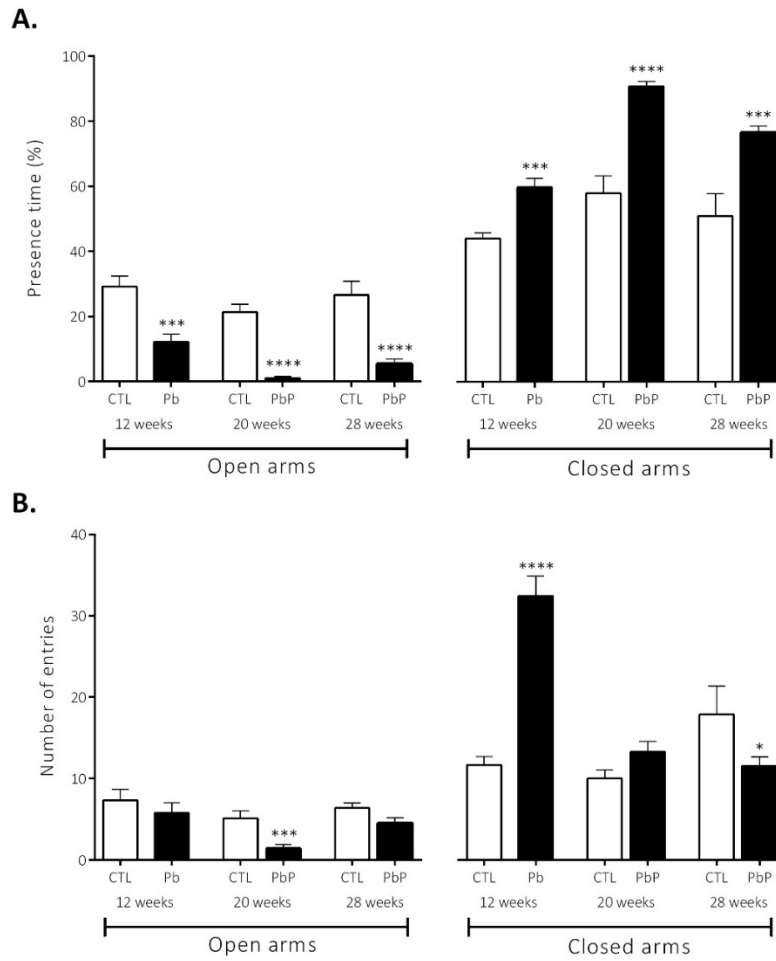 A.
Presence time (%)
100
80
60
40
20
0
*** **** **** *** **** ***
CTL Pb CTL PbP CTL PbP CTL Pb CTL PbP CTL PbP
12 weeks 20 weeks 28 weeks 12 weeks 20 weeks 28 weeks
Open arms Closed arms
B.
Number of entries
40
30
20
10
0
*** **** *
CTL Pb CTL PbP CTL PbP CTL Pb CTL PbP CTL PbP
12 weeks 20 weeks 28 weeks 12 weeks 20 weeks 28 weeks
Open arms Closed arms